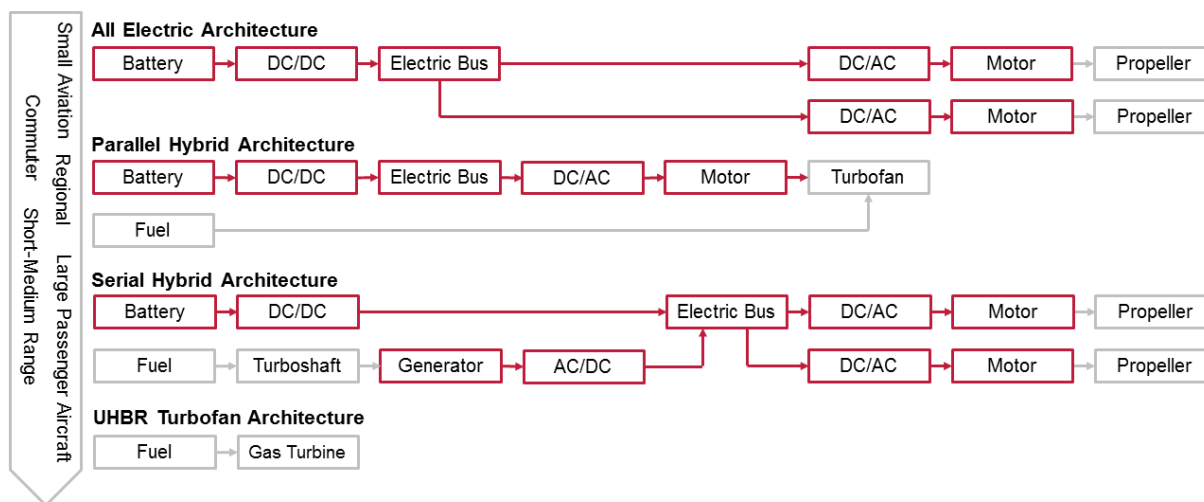 Small Aviation Regional Large Passenger Aircraft
Commuter Short-Medium Range
All Electric Architecture
Battery DC/DC Electric Bus DC/AC Motor Propeller
DC/AC Motor Propeller
Parallel Hybrid Architecture
Battery DC/DC Electric Bus DC/AC Motor Turbofan
Fuel
Serial Hybrid Architecture
Battery DC/DC Electric Bus DC/AC Motor Propeller
Fuel Turboshaft Generator AC/DC DC/AC Motor Propeller
UHBR Turbofan Architecture
Fuel Gas Turbine